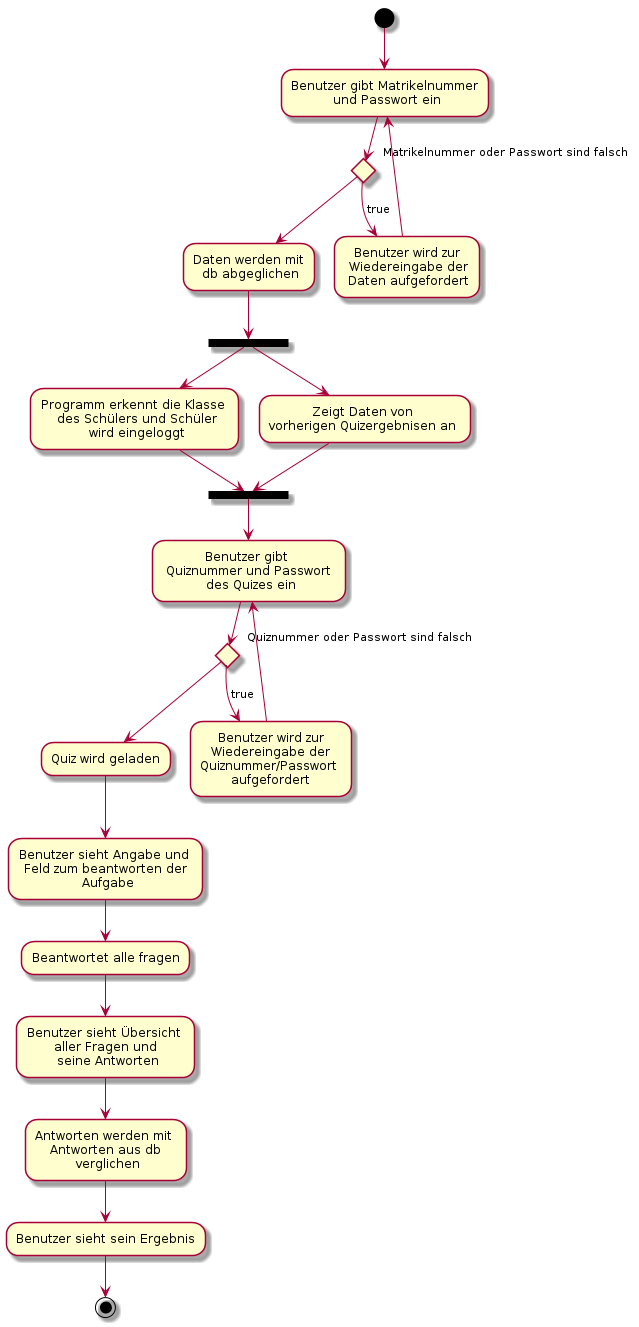 Benutzer gibt Matrikelnummer
und Passwort ein
Matrikelnummer oder Passwort sind falsch
true
Daten werden mit
db abgeglichen
Benutzer wird zur
Wiedereingabe der
Daten aufgefordert
Programm erkennt die Klasse
des Schülers und Schüler
wird eingeloggt
Zeigt Daten von
vorherigen Quizergebnisen an
Benutzer gibt
Quiznummer und Passwort
des Quizes ein
Quiznummer oder Passwort sind falsch
true
Quiz wird geladen
Benutzer wird zur
Wiedereingabe der
Quiznummer/Passwort
aufgefordert
Benutzer sieht Angabe und
Feld zum beantworten der
Aufgabe
Beantwortet alle fragen
Benutzer sieht Übersicht
aller Fragen und
seine Antworten
Antworten werden mit
Antworten aus db
verglichen
Benutzer sieht sein Ergebnis